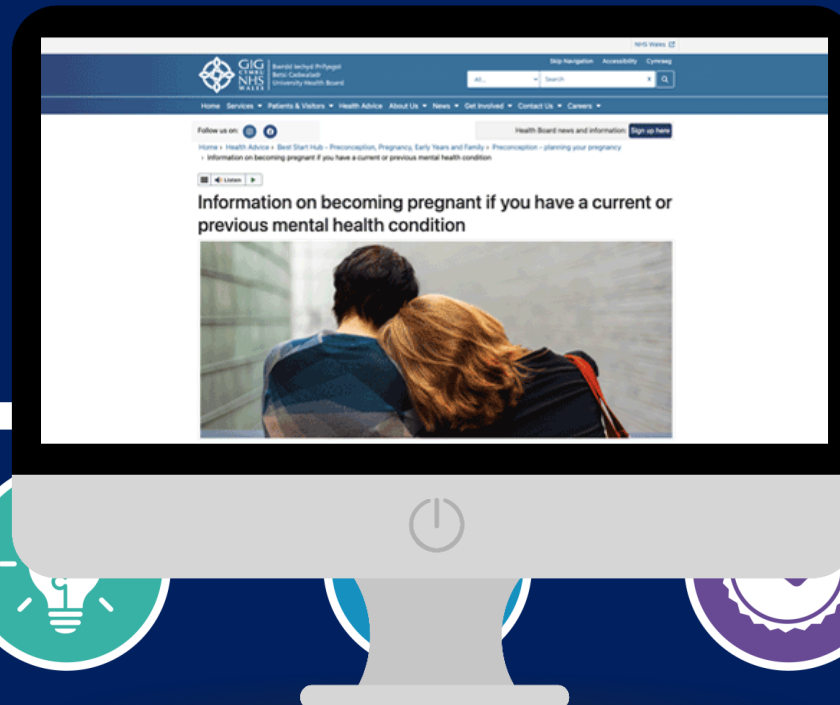 NHS Wales
Skip Navigation Accessibility Cymraeg
GIG
CYMRU
NHS
WALES
Bwrdd Iechyd Prifysgol
Betsi Cadwaladr
University Health Board
All...
Search
x
Home Services Patients & Visitors Health Advice About Us News Get Involved Contact Us Careers
Follow us on:
Health Board news and information: Sign up here
Home › Health Advice › Best Start Hub - Preconception, Pregnancy, Early Years and Family › Preconception - planning your pregnancy
› Information on becoming pregnant if you have a current or previous mental health condition
Listen
Information on becoming pregnant if you have a current or
previous mental health condition